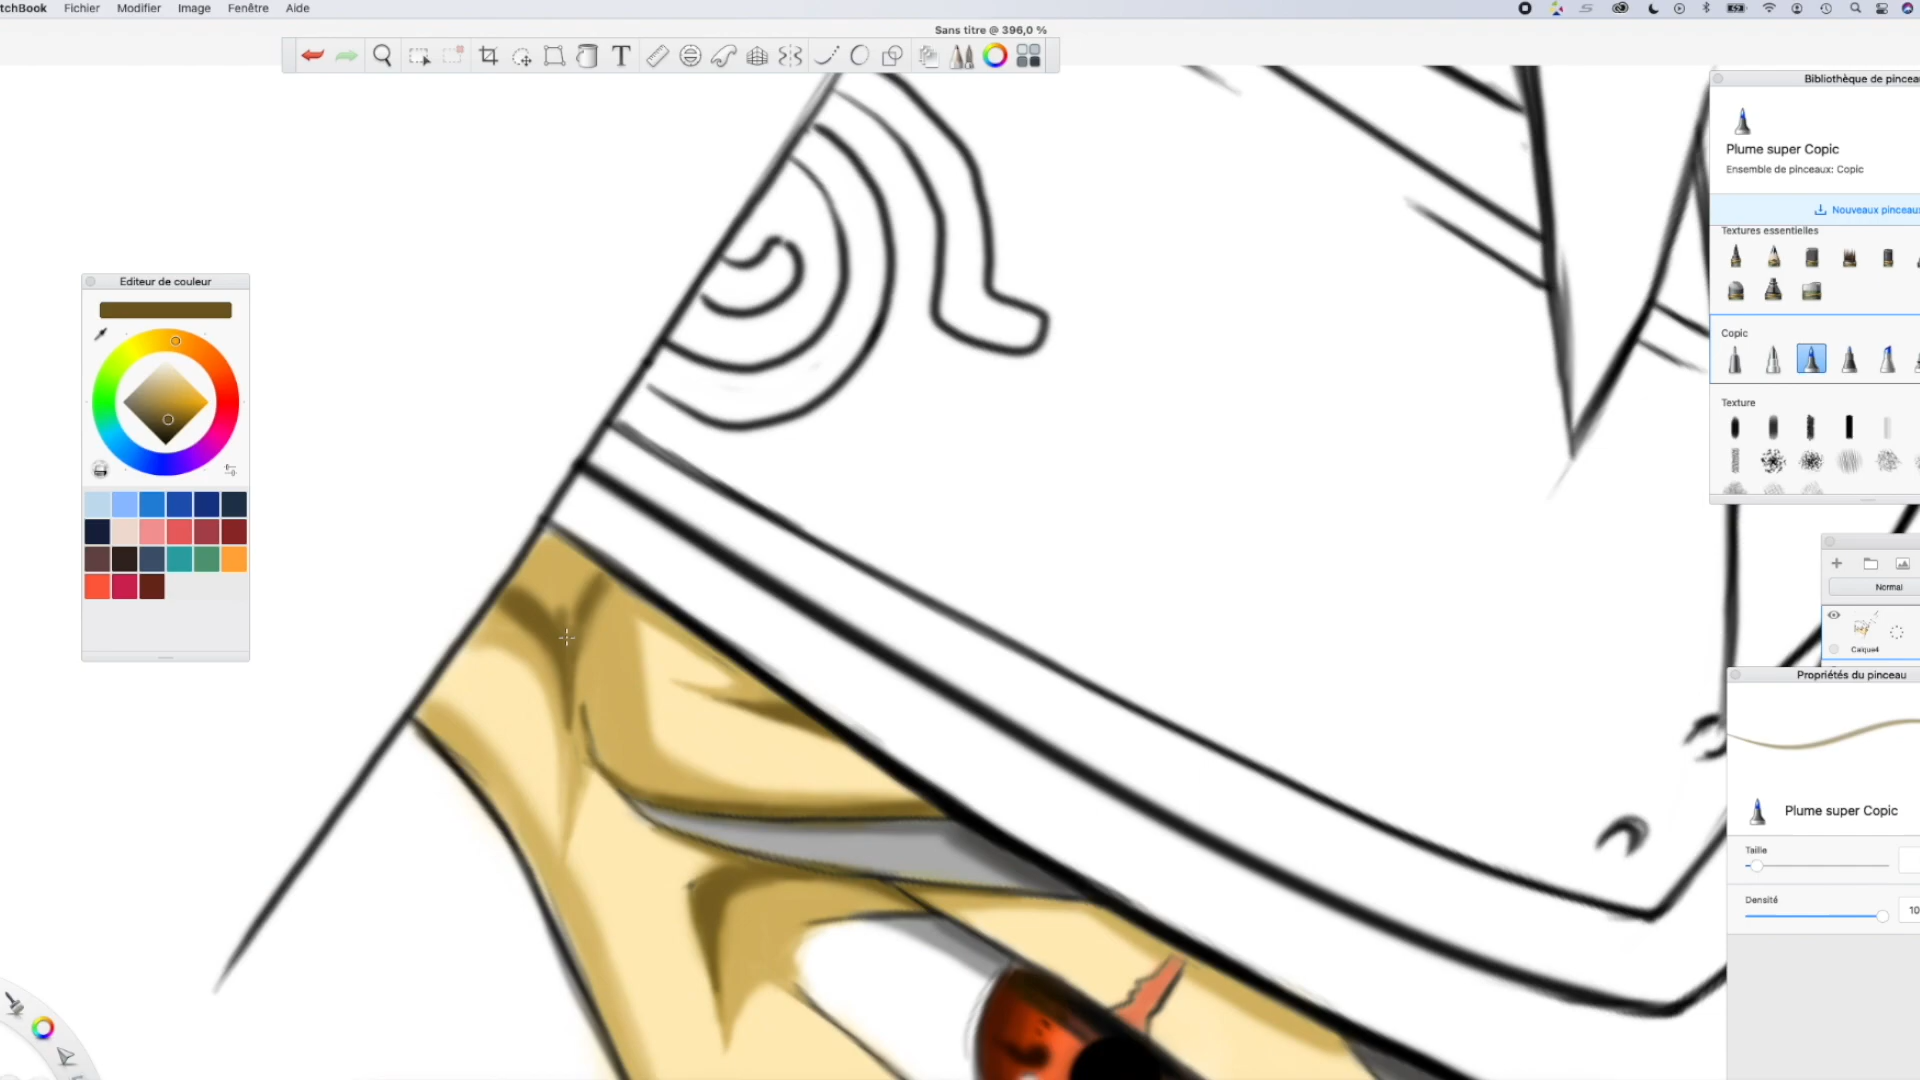 tchBook Fichier Modifier Image Fenêtre Aide
Sans titre @ 396,0 %
T
Bibliothèque de pincea
Plume super Copic
Ensemble de pinceaux: Copic
Nouveaux pinceau
Textures essentielles
Copic
Texture
Editeur de couleur
Normal
Calque4
Propriétés du pinceau
Plume super Copic
Taille
Densité
10